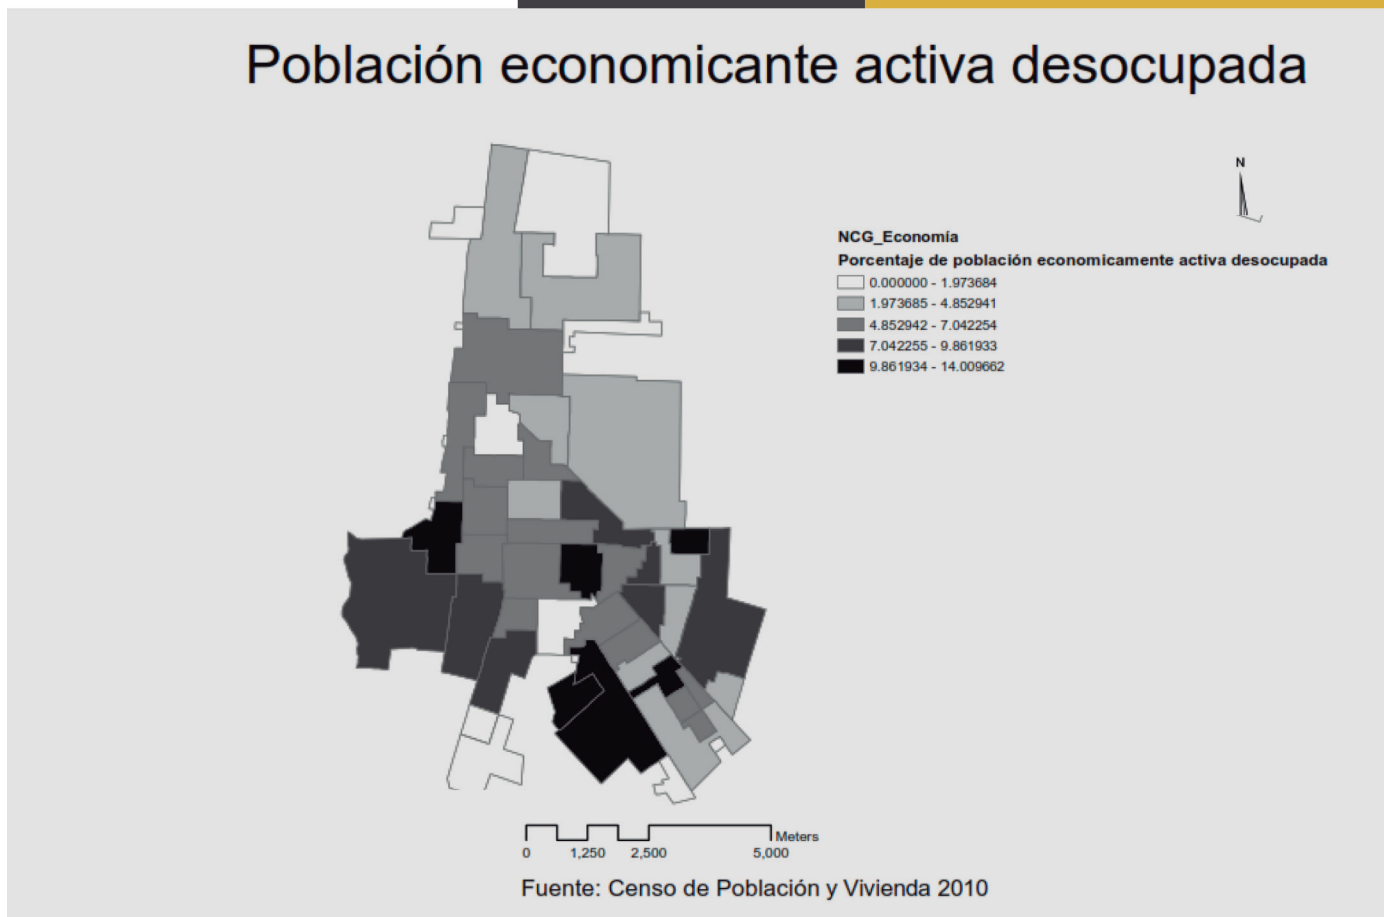 Población economicante activa desocupada
N
NCG_Economía
Porcentaje de población economicamente activa desocupada
0.000000 - 1.973684
1.973685 - 4.852941
4.852942 - 7.042254
7.042255 - 9.861933
9.861934 - 14.009662
Meters
0 1,250 2,500 5,000
Fuente: Censo de Población y Vivienda 2010